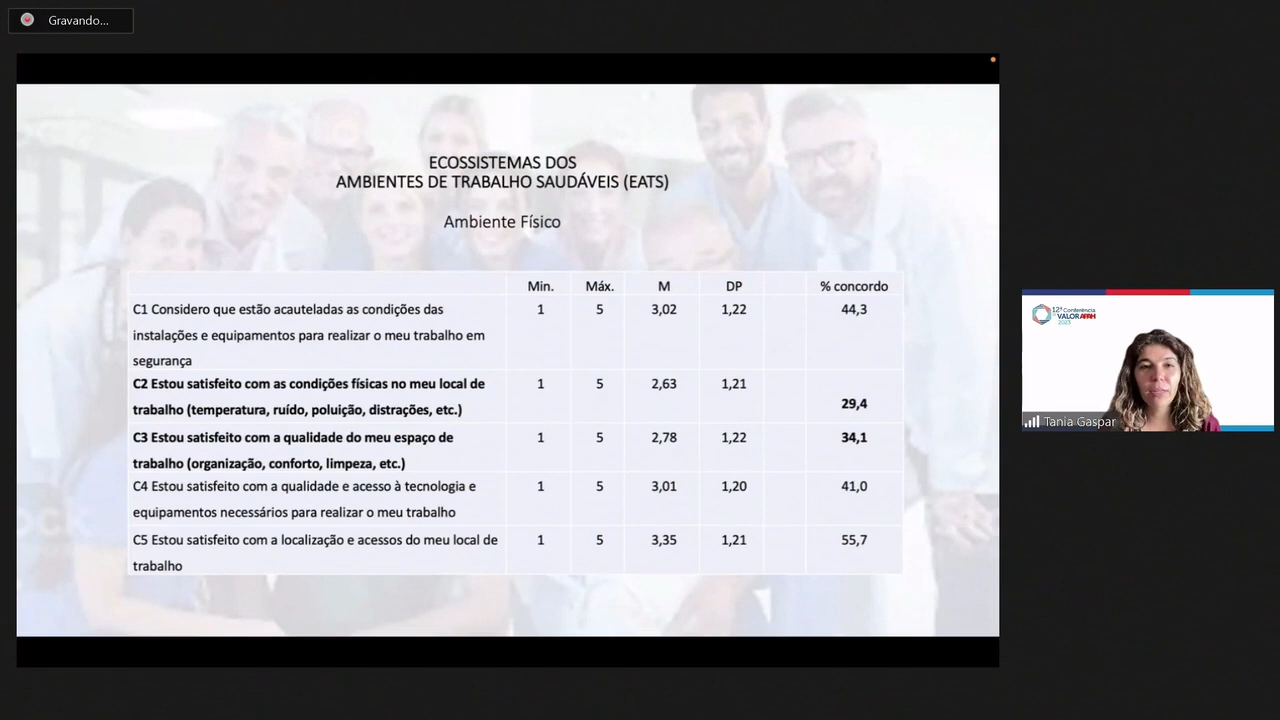 Gravando...
ECOSSISTEMAS DOS
AMBIENTES DE TRABALHO SAUDÁVEIS (EATS)
Ambiente Físico
Min. Máx. M DP % concordo
C1 Considero que estão acauteladas as condições das 1 5 3,02 1,22 44,3
instalações e equipamentos para realizar o meu trabalho em
segurança
C2 Estou satisfeito com as condições físicas no meu local de 1 5 2,63 1,21
trabalho (temperatura, ruído, poluição, distrações, etc.) 29,4
C3 Estou satisfeito com a qualidade do meu espaço de 1 5 2,78 1,22 34,1
trabalho (organização, conforto, limpeza, etc.)
C4 Estou satisfeito com a qualidade e acesso à tecnologia e 1 5 3,01 1,20 41,0
equipamentos necessários para realizar o meu trabalho
C5 Estou satisfeito com a localização e acessos do meu local de 1 5 3,35 1,21 55,7
trabalho
12ª Conferência
VALOR APAH
2023
Tania Gaspar